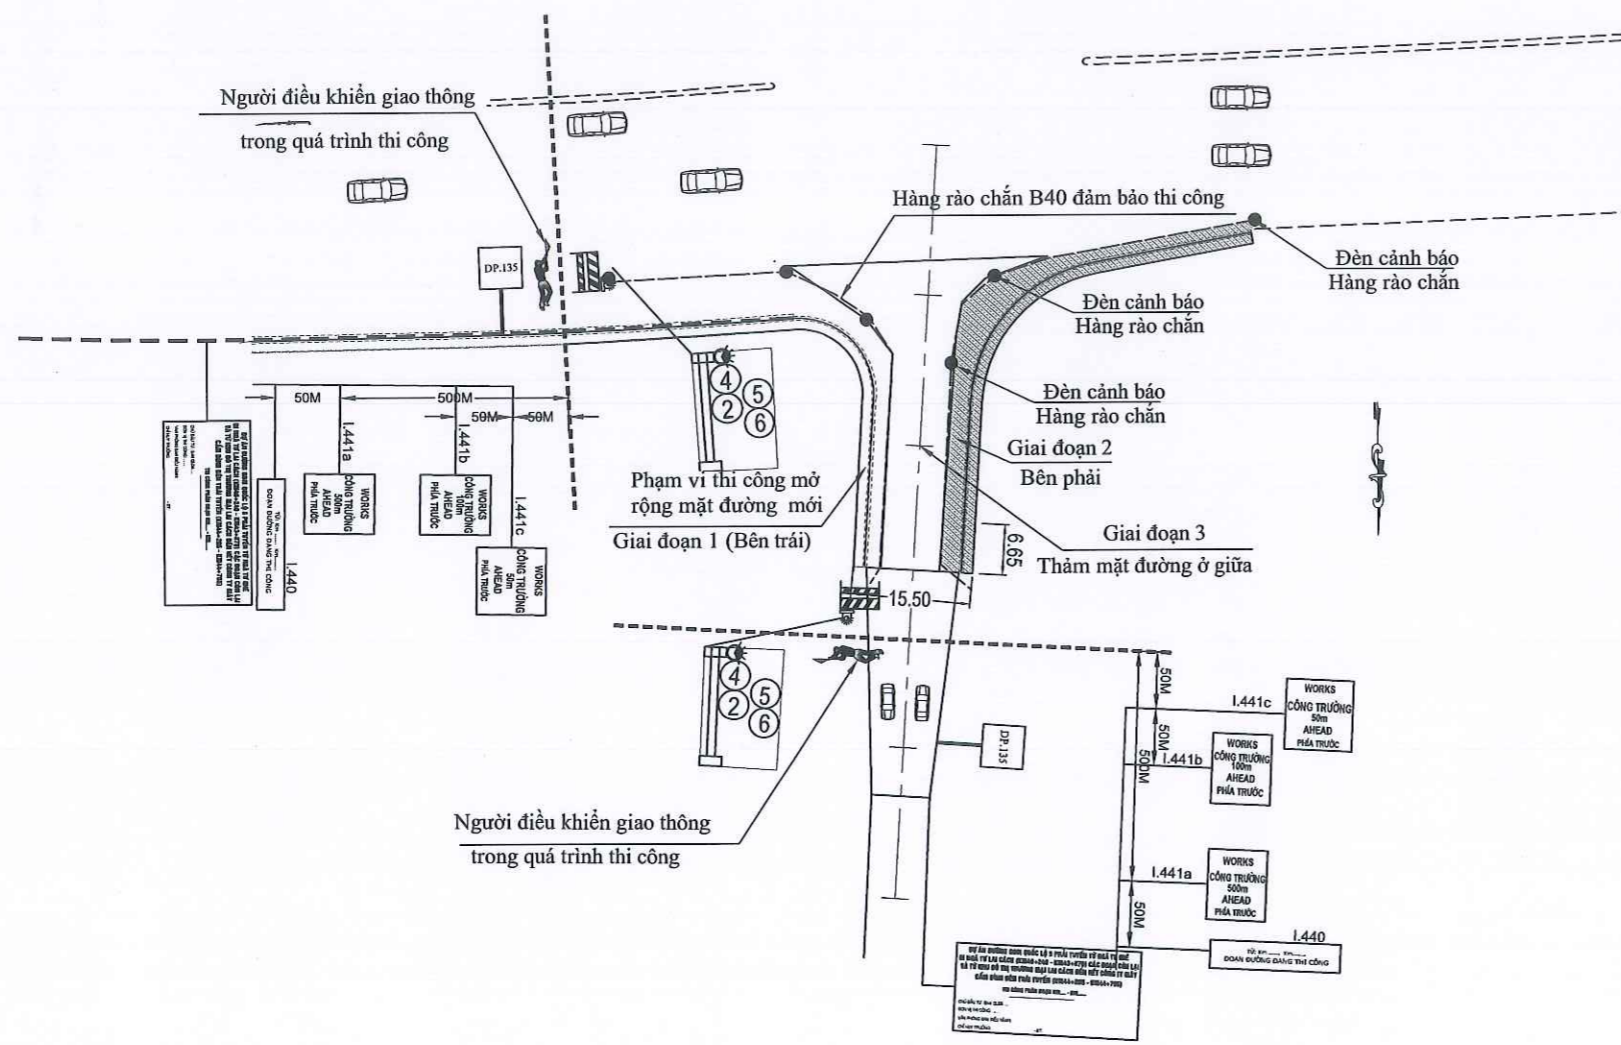 Người điều khiển giao thông
trong quá trình thi công
DP.135
Hàng rào chắn B40 đảm bảo thi công
Đèn cảnh báo
Hàng rào chắn
Đèn cảnh báo
Hàng rào chắn
Đèn cảnh báo
Hàng rào chắn
Giai đoạn 2
Bên phải
Giai đoạn 3
Thảm mặt đường ở giữa
6.65
15.50
4
5
2
6
Phạm vi thi công mở
rộng mặt đường mới
Giai đoạn 1 (Bên trái)
50M
500M
50M
50M
I.441a
I.441b
I.441c
I.440
WORKS
CÔNG TRƯỜNG
500m
AHEAD
PHÍA TRƯỚC
WORKS
CÔNG TRƯỜNG
100m
AHEAD
PHÍA TRƯỚC
WORKS
CÔNG TRƯỜNG
50m
AHEAD
PHÍA TRƯỚC
ĐOẠN ĐƯỜNG ĐANG THI CÔNG
4
5
2
6
Người điều khiển giao thông
trong quá trình thi công
DP.135
50M
50M
500M
50M
I.441c
WORKS
CÔNG TRƯỜNG
50m
AHEAD
PHÍA TRƯỚC
I.441b
WORKS
CÔNG TRƯỜNG
100m
AHEAD
PHÍA TRƯỚC
I.441a
WORKS
CÔNG TRƯỜNG
500m
AHEAD
PHÍA TRƯỚC
I.440
ĐOẠN ĐƯỜNG ĐANG THI CÔNG